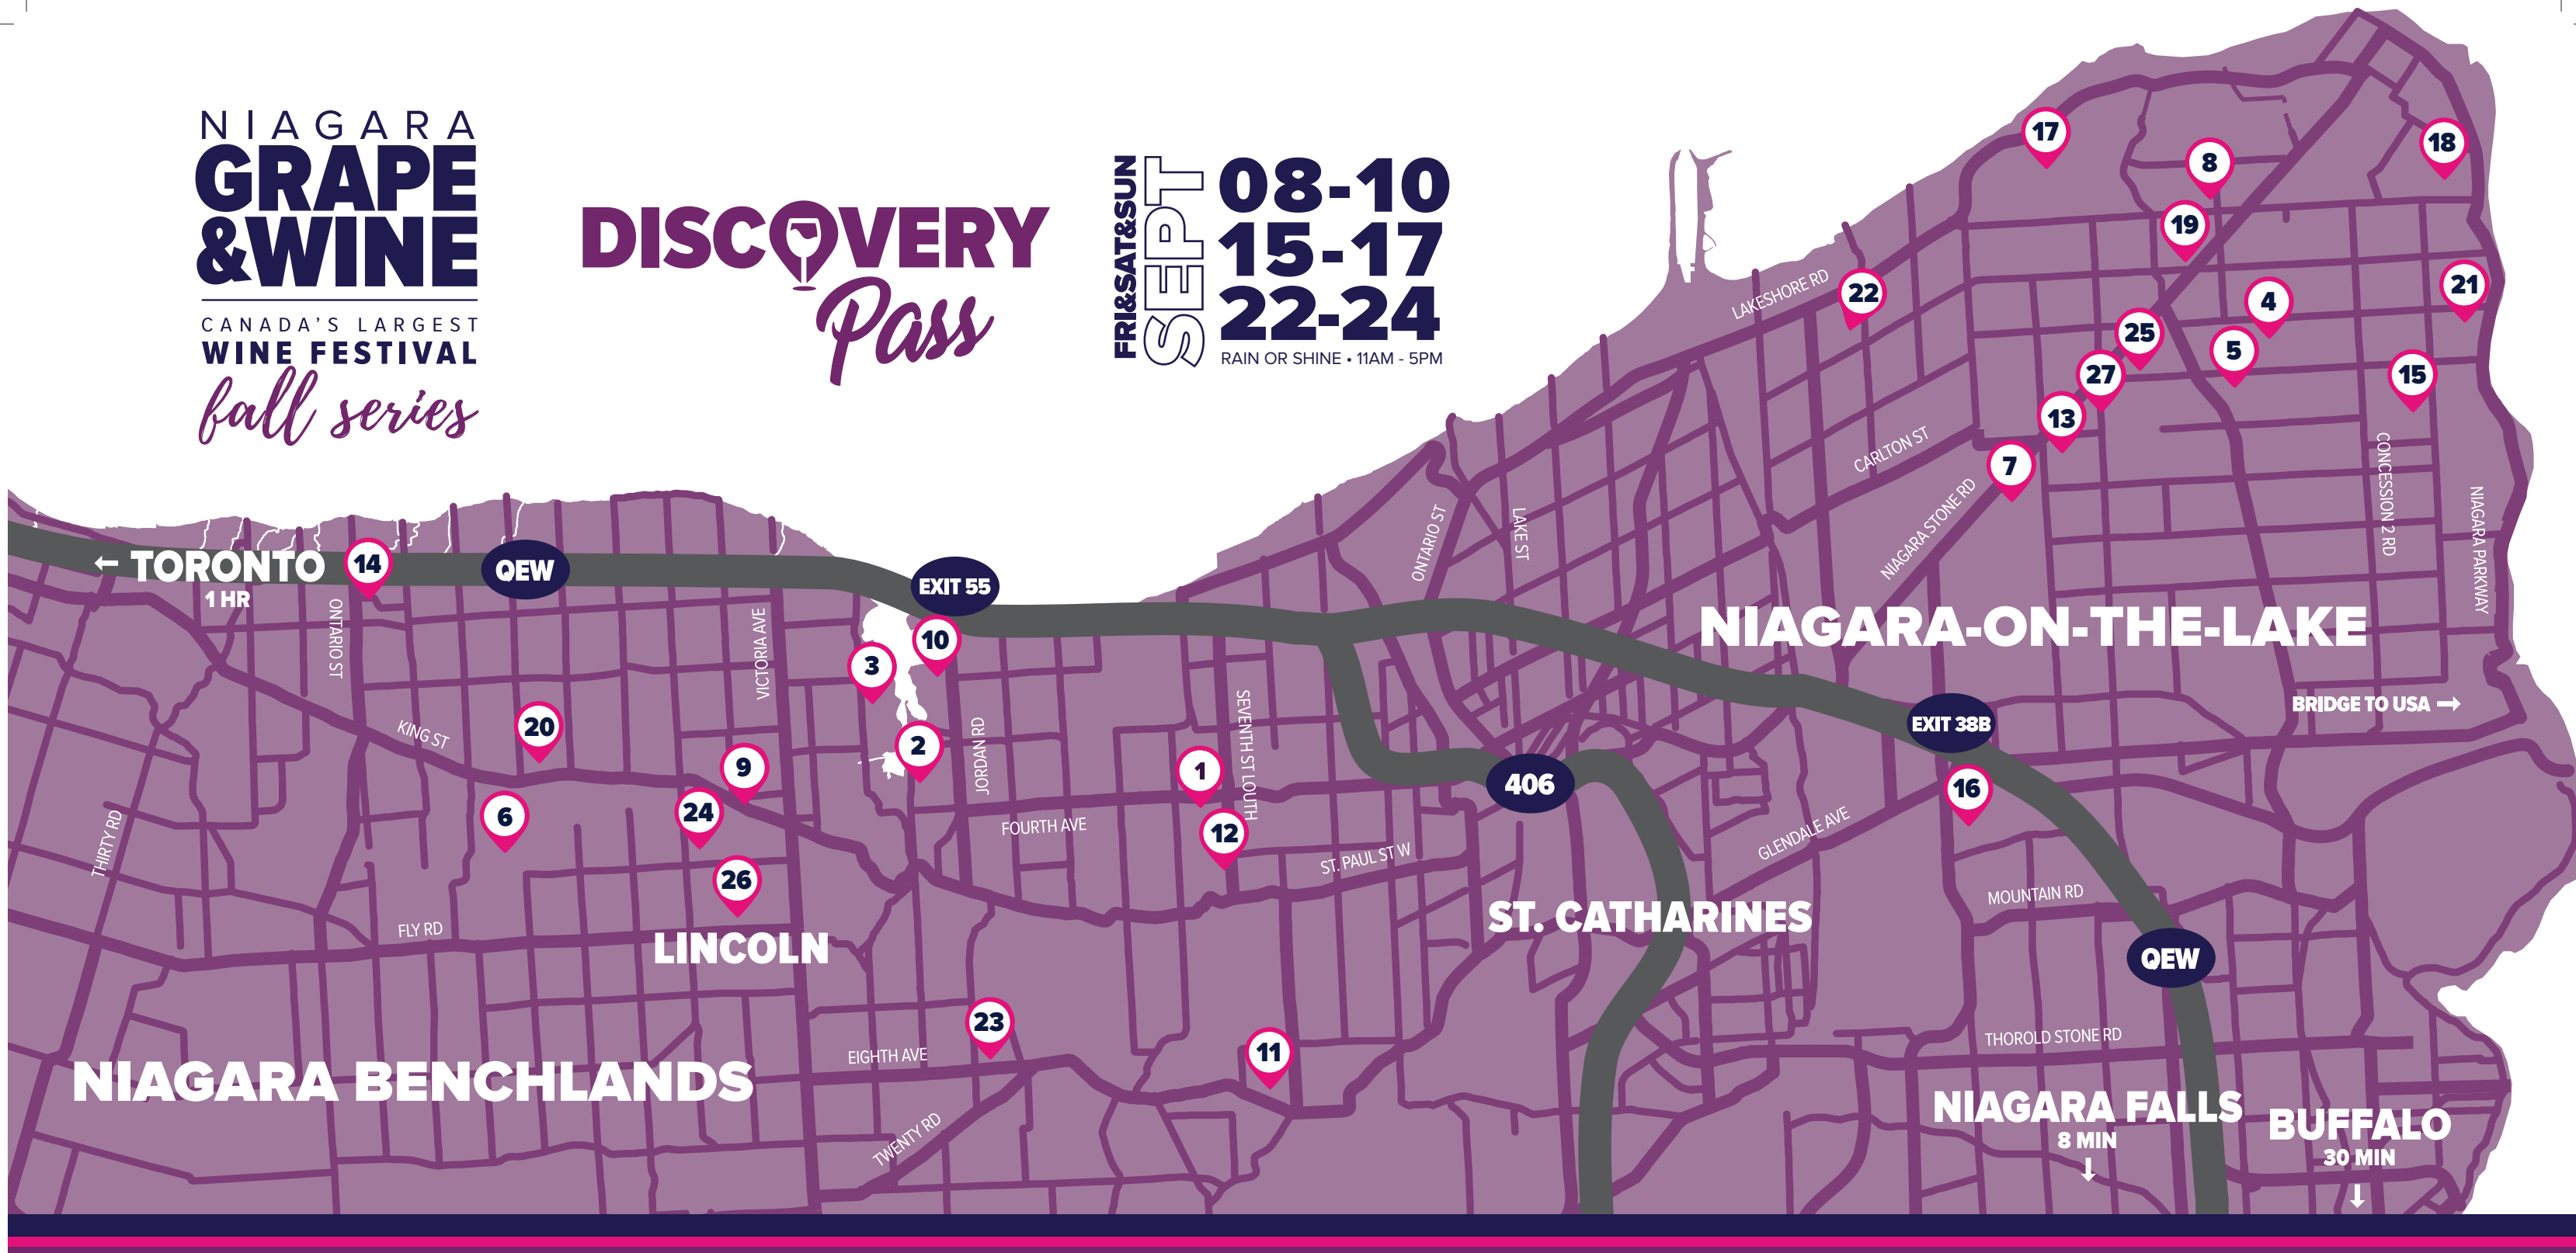 NIAGARA
GRAPE
&WINE
CANADA'S LARGEST
WINE FESTIVAL
fall series
DISCOVERY
Pass
FRI&SAT&SUN
SEPT
08-10
15-17
22-24
RAIN OR SHINE • 11AM - 5PM
17
18
8
19
22
LAKESHORE RD
21
4
25
5
27
15
13
CARLTON ST
7
CONCESSION 2 RD
NIAGARA PARKWAY
NIAGARA STONE RD
ONTARIO ST
LAKE ST
← TORONTO
1 HR
14
QEW
EXIT 55
ONTARIO ST
VICTORIA AVE
10
3
NIAGARA-ON-THE-LAKE
BRIDGE TO USA →
EXIT 38B
KING ST
20
2
JORDAN RD
SEVENTH ST LOUTH
9
1
406
16
6
24
FOURTH AVE
12
THIRTY RD
GLENDALE AVE
ST. PAUL ST W
26
MOUNTAIN RD
FLY RD
LINCOLN
ST. CATHARINES
QEW
23
11
THOROLD STONE RD
EIGHTH AVE
NIAGARA BENCHLANDS
TWENTY RD
NIAGARA FALLS
8 MIN
↓
BUFFALO
30 MIN
↓